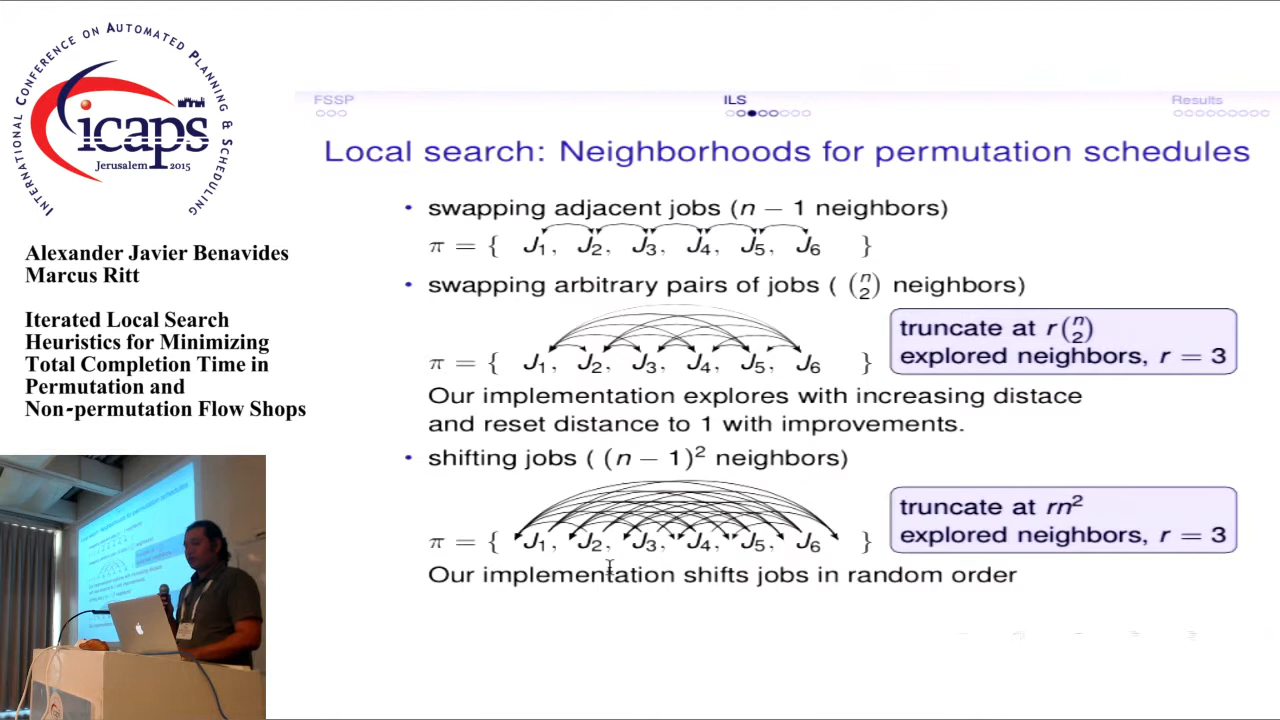 INTERNATIONAL CONFERENCE ON AUTOMATED PLANNING & SCHEDULING
icaps
Jerusalem 2015
Alexander Javier Benavides
Marcus Ritt
Iterated Local Search
Heuristics for Minimizing
Total Completion Time in
Permutation and
Non-permutation Flow Shops
FSSP ILS Results
Local search: Neighborhoods for permutation schedules
• swapping adjacent jobs (n − 1 neighbors)
π = { J1, J2, J3, J4, J5, J6 }
• swapping arbitrary pairs of jobs ( (n 2) neighbors)
π = { J1, J2, J3, J4, J5, J6 }
truncate at r(n 2)
explored neighbors, r = 3
Our implementation explores with increasing distace
and reset distance to 1 with improvements.
• shifting jobs ( (n − 1)² neighbors)
π = { J1, J2, J3, J4, J5, J6 }
truncate at rn²
explored neighbors, r = 3
Our implementation shifts jobs in random order